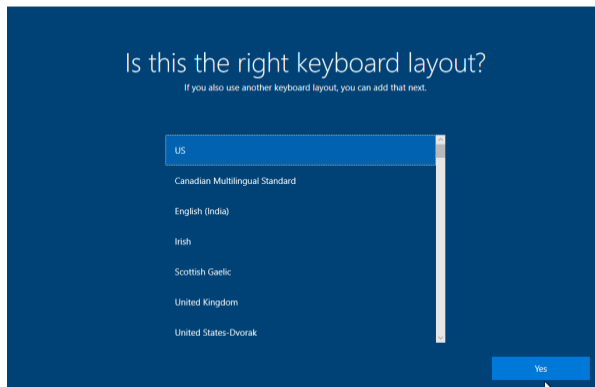 Is this the right keyboard layout?
If you also use another keyboard layout, you can add that next.
US
Canadian Multilingual Standard
English (India)
Irish
Scottish Gaelic
United Kingdom
United States-Dvorak
Yes